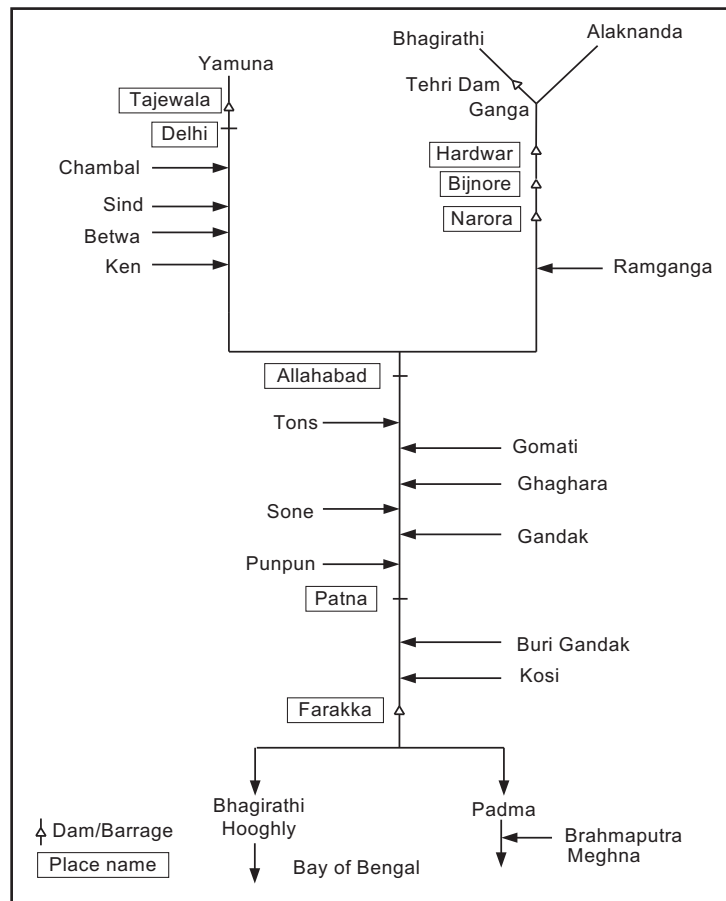 Bhagirathi
Alaknanda
Yamuna
Tehri Dam
Ganga
Tajewala
Delhi
Hardwar
Chambal
Bijnore
Sind
Narora
Betwa
Ken
Ramganga
Allahabad
Tons
Gomati
Ghaghara
Sone
Gandak
Punpun
Patna
Buri Gandak
Kosi
Farakka
Bhagirathi
Hooghly
Padma
Dam/Barrage
Brahmaputra
Meghna
Place name
Bay of Bengal